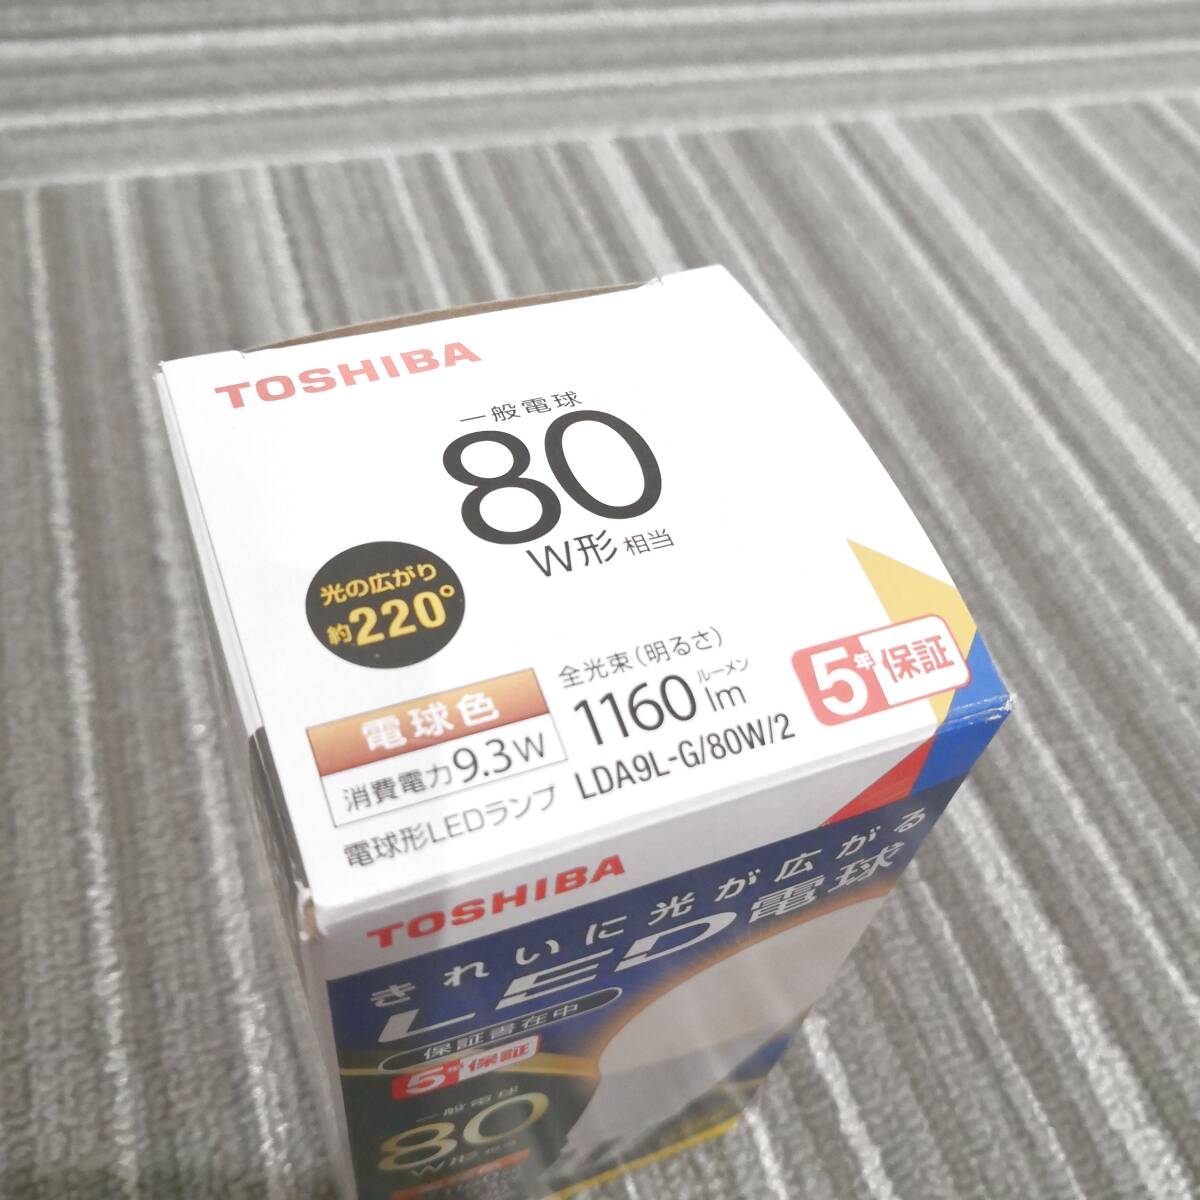 TOSHIBA
一般電球
80
W形 相当
光の広がり
約220°
電球色
消費電力9.3W
全光束(明るさ)
1160 ルーメン lm
5年保証
電球形LEDランプ LDA9L-G/80W/2
TOSHIBA
きれいに光が広がる
LED電球
保証書在中
5年保証
一般電球
80
W形相当